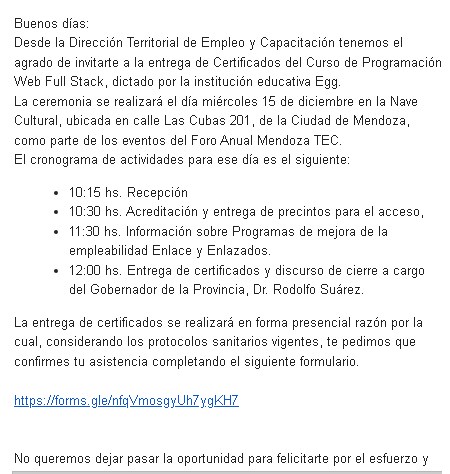 Buenos días:
Desde la Dirección Territorial de Empleo y Capacitación tenemos el
agrado de invitarte a la entrega de Certificados del Curso de Programación
Web Full Stack, dictado por la institución educativa Egg.
La ceremonia se realizará el día miércoles 15 de diciembre en la Nave
Cultural, ubicada en calle Las Cubas 201, de la Ciudad de Mendoza,
como parte de los eventos del Foro Anual Mendoza TEC.
El cronograma de actividades para ese día es el siguiente:
• 10:15 hs. Recepción
• 10:30 hs. Acreditación y entrega de precintos para el acceso,
• 11:30 hs. Información sobre Programas de mejora de la
empleabilidad Enlace y Enlazados.
• 12:00 hs. Entrega de certificados y discurso de cierre a cargo
del Gobernador de la Provincia, Dr. Rodolfo Suárez.
La entrega de certificados se realizará en forma presencial razón por la
cual, considerando los protocolos sanitarios vigentes, te pedimos que
confirmes tu asistencia completando el siguiente formulario.
https://forms.gle/nfqVmosgyUh7ygKH7
No queremos dejar pasar la oportunidad para felicitarte por el esfuerzo y